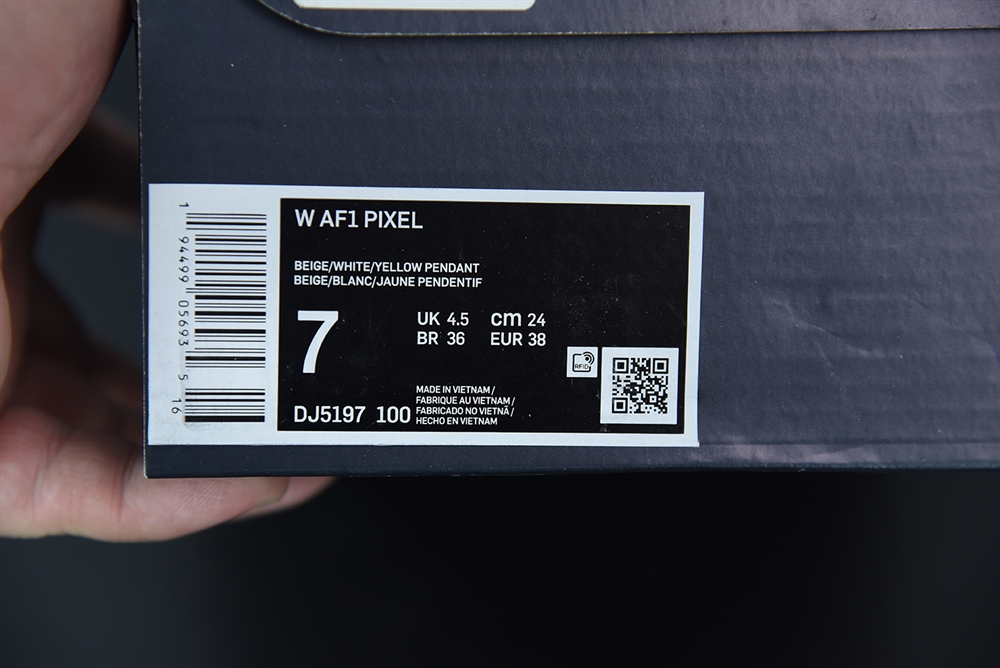 W AF1 PIXEL
BEIGE/WHITE/YELLOW PENDANT
BEIGE/BLANC/JAUNE PENDENTIF
7
UK 4.5 cm 24
BR 36 EUR 38
RFID
DJ5197 100
MADE IN VIETNAM /
FABRIQUE AU VIETNAM /
FABRICADO NO VIETNÃ /
HECHO EN VIETNAM
1 94499 05693 5 16